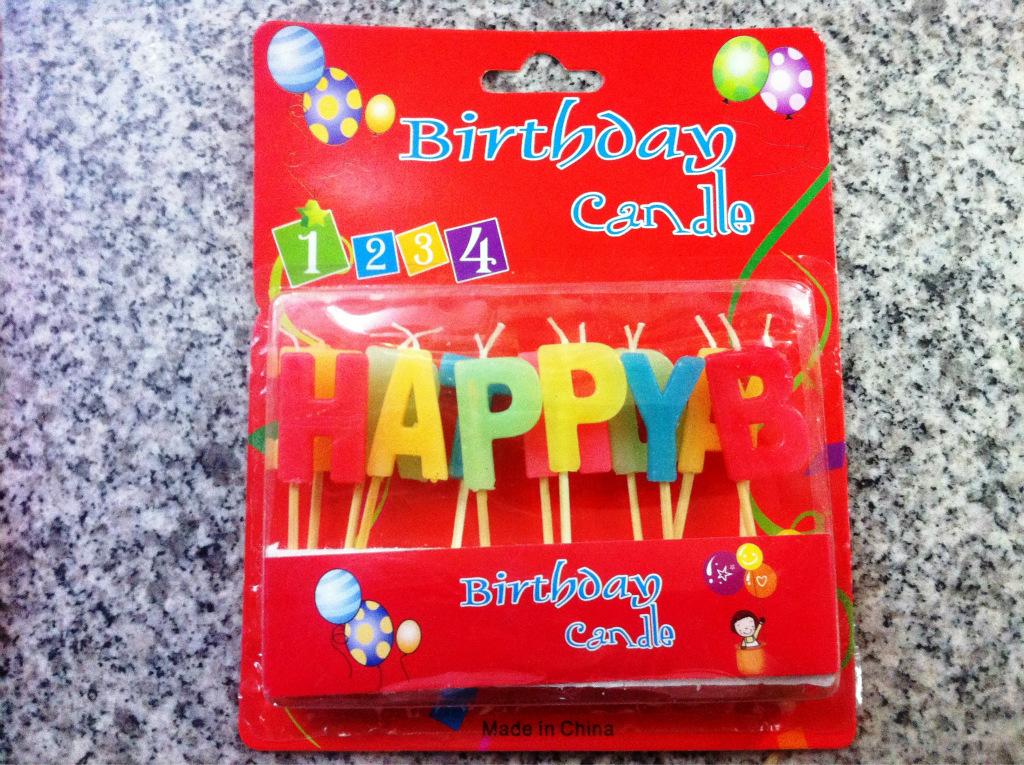 Birthday
Candle
1 2 3 4
HAPPYB
Birthday
Candle
Made in China